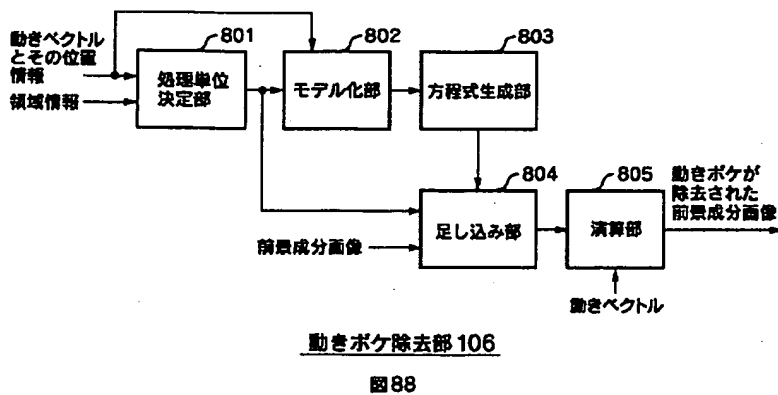 動きベクトル
とその位置
情報
領域情報
801
処理単位
決定部
802
モデル化部
803
方程式生成部
804
足し込み部
前景成分画像
805
演算部
動きベクトル
動きボケが
除去された
前景成分画像
動きボケ除去部106
図88